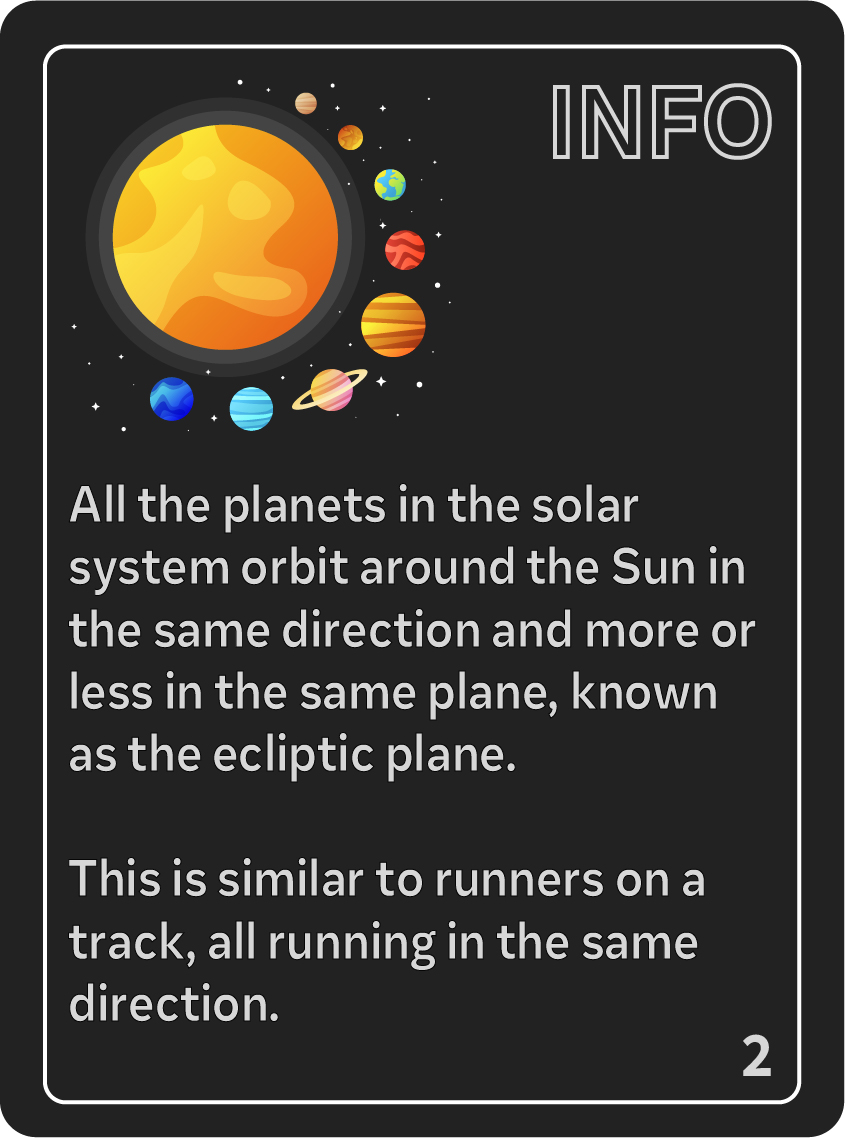 INFO
All the planets in the solar
system orbit around the Sun in
the same direction and more or
less in the same plane, known
as the ecliptic plane.
This is similar to runners on a
track, all running in the same
direction.
2